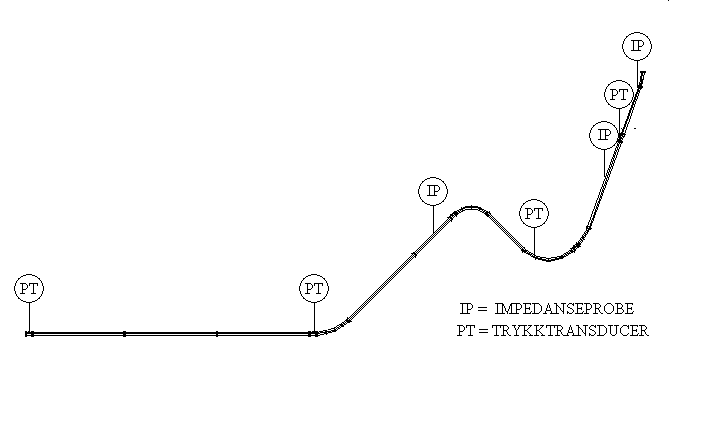 IP
PT
IP
IP
PT
PT
PT
IP = IMPEDANSEPROBE
PT = TRYKKTRANSDUCER